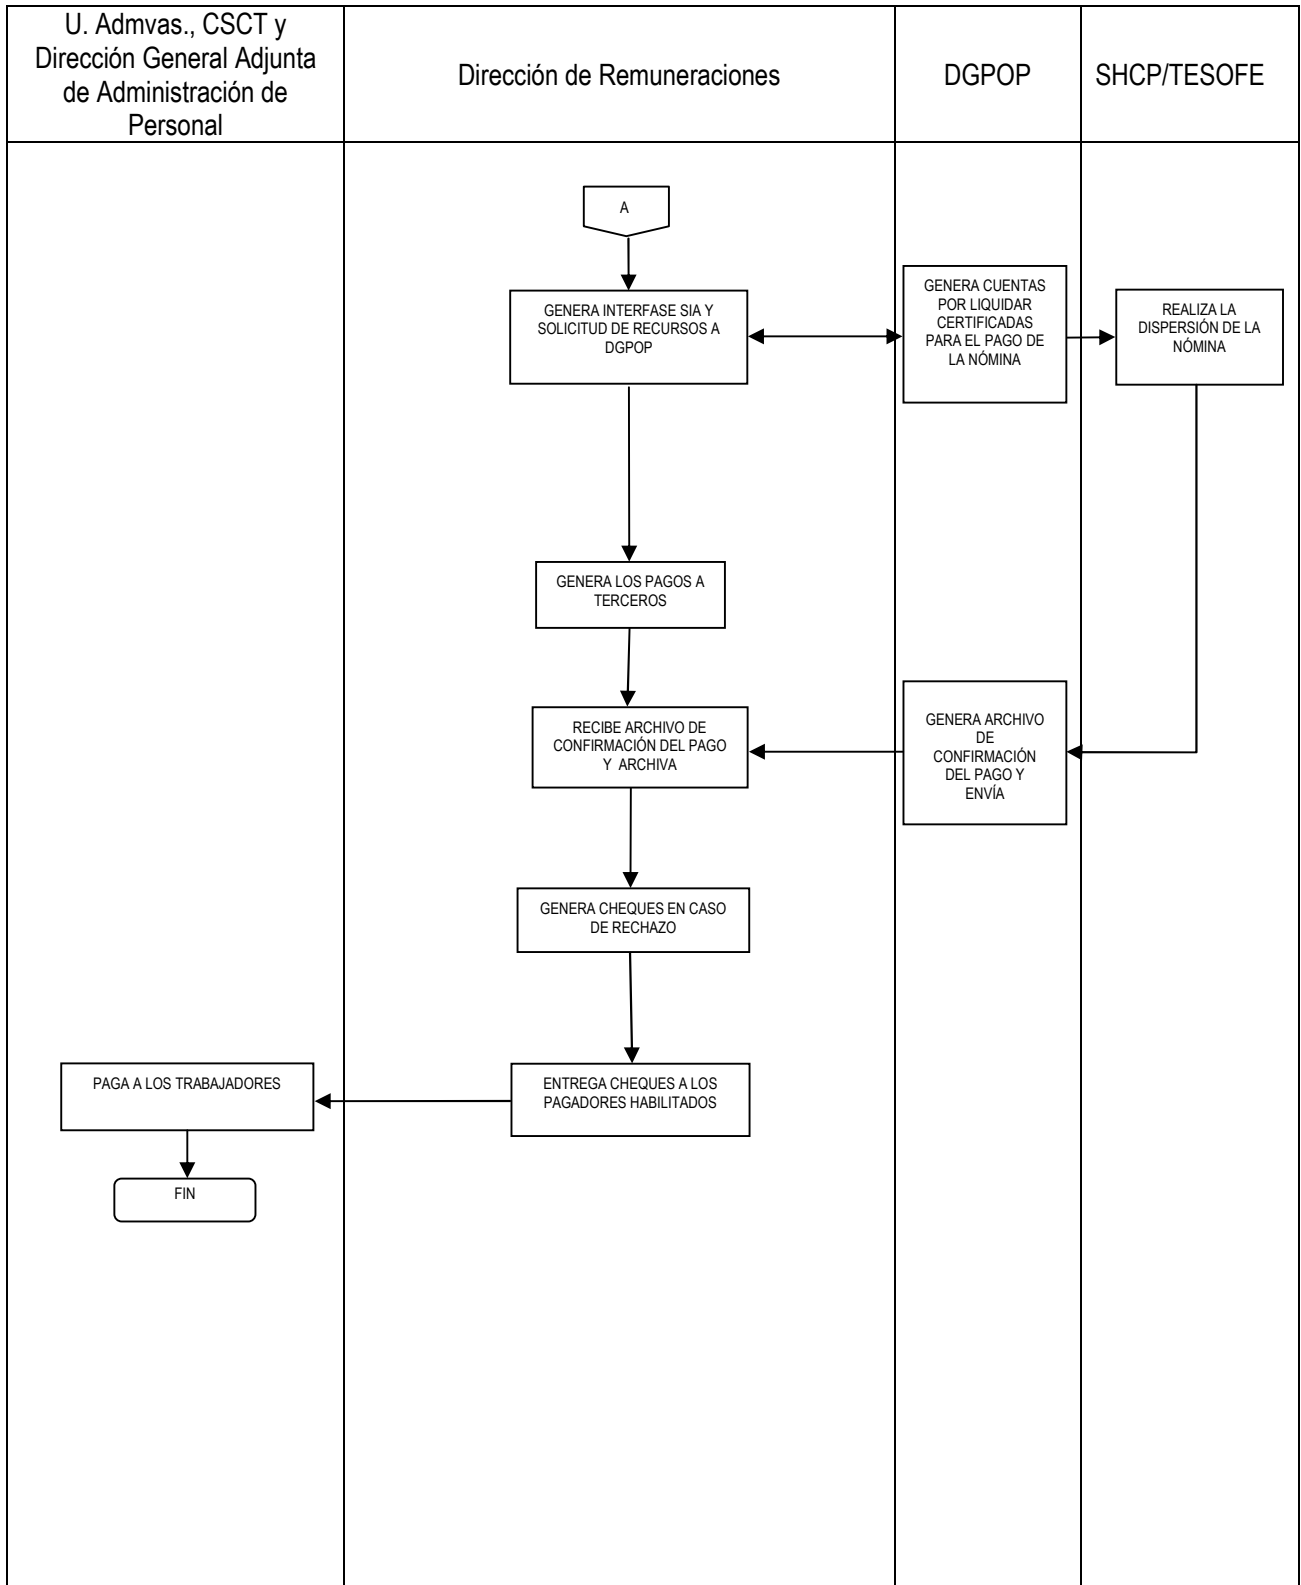 U. Admvas., CSCT y
Dirección General Adjunta
de Administración de
Personal
Dirección de Remuneraciones
DGPOP
SHCP/TESOFE
A
GENERA INTERFASE SIA Y
SOLICITUD DE RECURSOS A
DGPOP
GENERA CUENTAS
POR LIQUIDAR
CERTIFICADAS
PARA EL PAGO DE
LA NÓMINA
REALIZA LA
DISPERSIÓN DE LA
NÓMINA
GENERA LOS PAGOS A
TERCEROS
RECIBE ARCHIVO DE
CONFIRMACIÓN DEL PAGO
Y ARCHIVA
GENERA ARCHIVO
DE
CONFIRMACIÓN
DEL PAGO Y
ENVÍA
GENERA CHEQUES EN CASO
DE RECHAZO
PAGA A LOS TRABAJADORES
ENTREGA CHEQUES A LOS
PAGADORES HABILITADOS
FIN